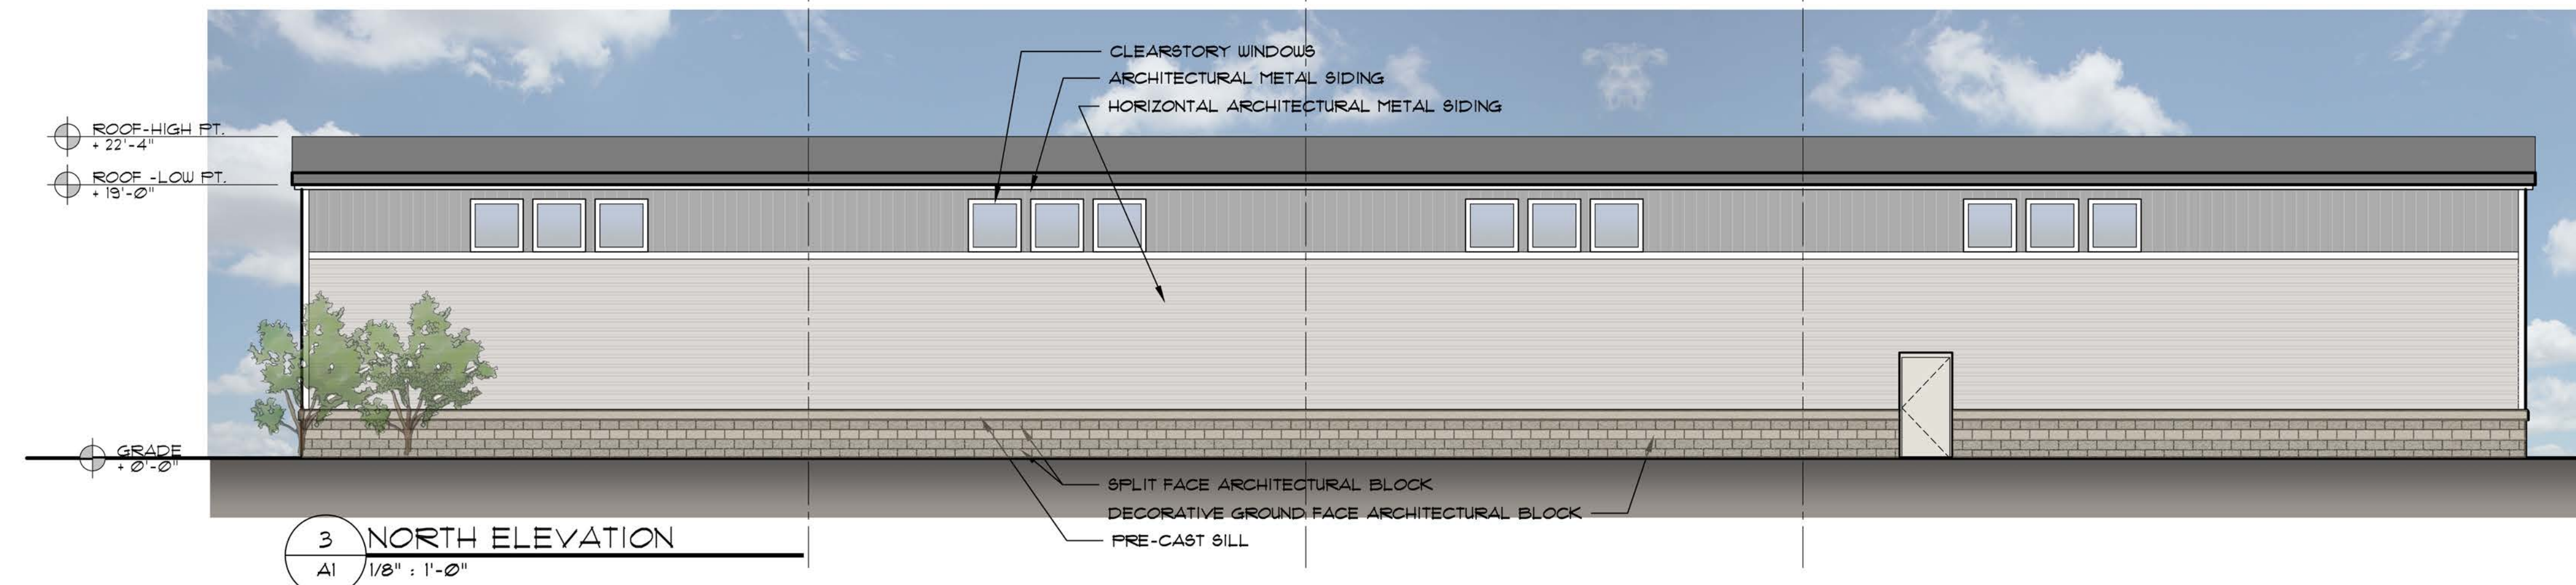 CLEARSTORY WINDOWS
ARCHITECTURAL METAL SIDING
HORIZONTAL ARCHITECTURAL METAL SIDING
ROOF-HIGH PT.
+ 22'-4"
ROOF -LOW PT.
+ 19'-0"
GRADE
+ 0'-0"
SPLIT FACE ARCHITECTURAL BLOCK
DECORATIVE GROUND FACE ARCHITECTURAL BLOCK
PRE-CAST SILL
3
A1
NORTH ELEVATION
1/8" : 1'-0"